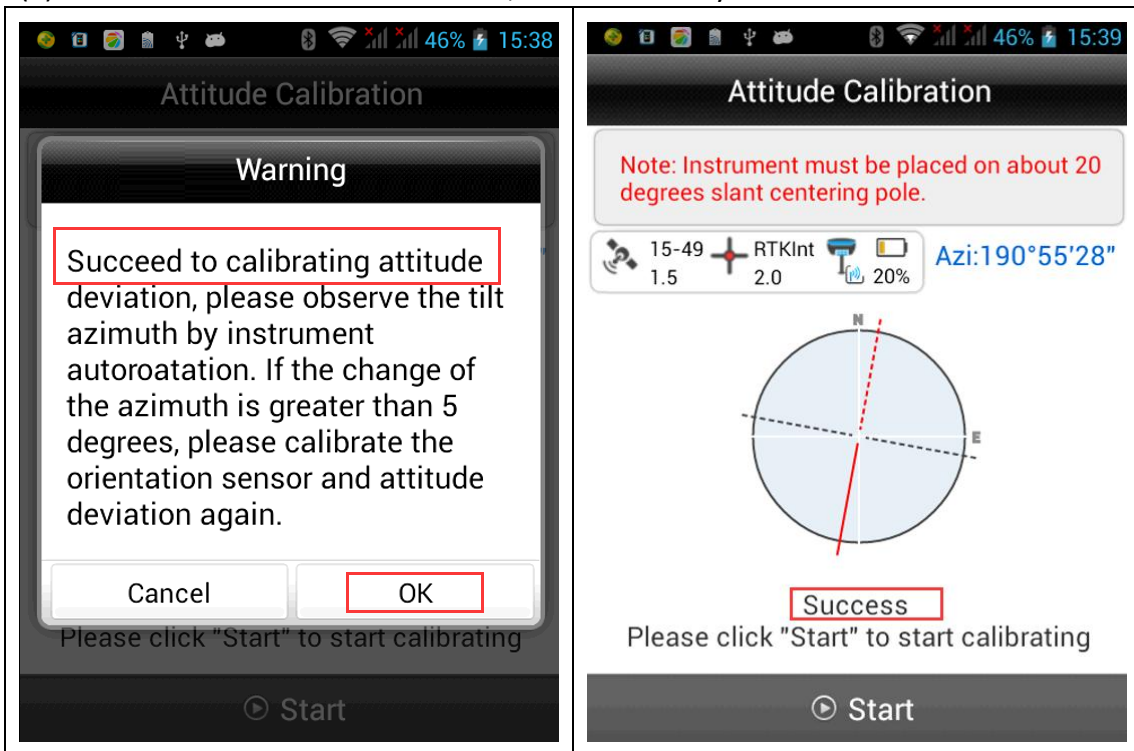 46% 15:38
Attitude Calibration
Warning
Succeed to calibrating attitude
deviation, please observe the tilt
azimuth by instrument
autoroatation. If the change of
the azimuth is greater than 5
degrees, please calibrate the
orientation sensor and attitude
deviation again.
Cancel OK
Please click "Start" to start calibrating
Start
46% 15:39
Attitude Calibration
Note: Instrument must be placed on about 20
degrees slant centering pole.
15-49 RTKInt Azi:190°55'28"
1.5 2.0 20%
N
E
Success
Please click "Start" to start calibrating
Start